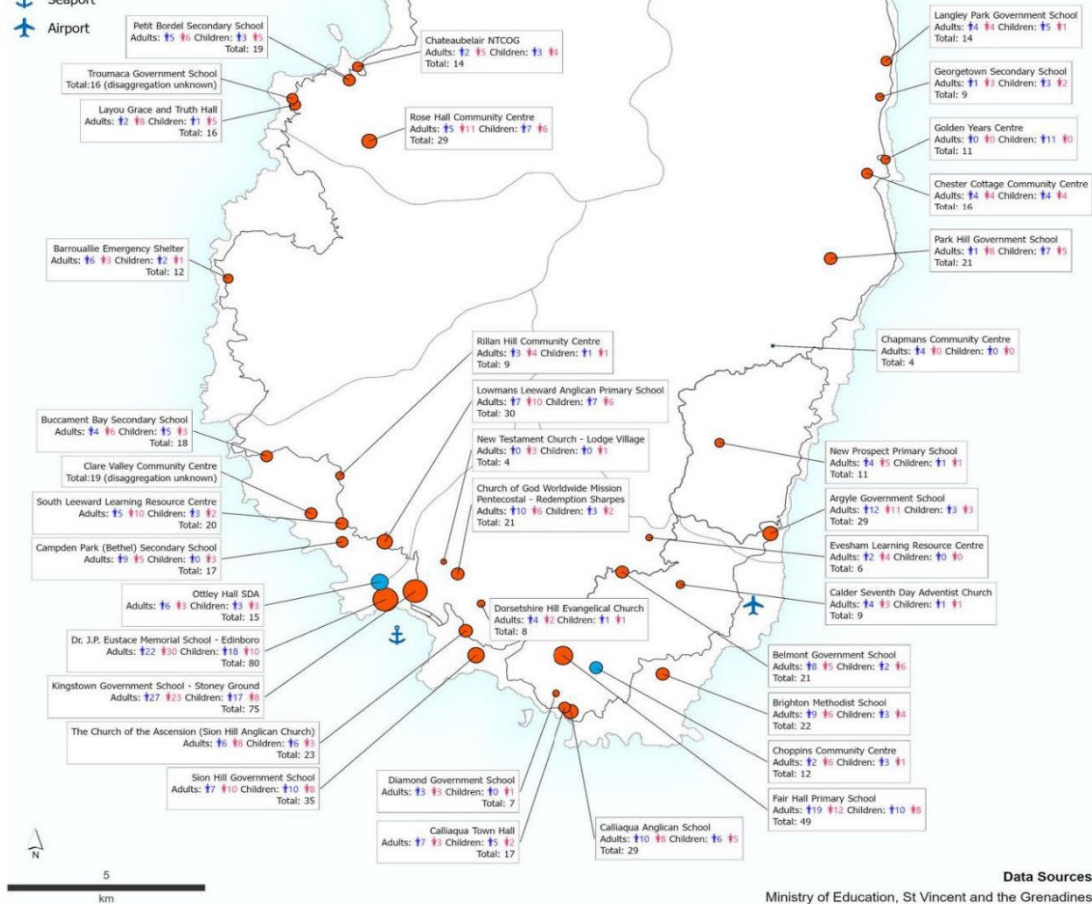 Seaport
Airport
Petit Bordel Secondary School
Adults: 5 6 Children: 3 5
Total: 19
Chateaubelair NTCOG
Adults: 2 5 Children: 3 4
Total: 14
Troumaca Government School
Total:16 (disaggregation unknown)
Layou Grace and Truth Hall
Adults: 2 8 Children: 1 5
Total: 16
Rose Hall Community Centre
Adults: 5 11 Children: 7 6
Total: 29
Langley Park Government School
Adults: 4 4 Children: 5 1
Total: 14
Georgetown Secondary School
Adults: 1 3 Children: 3 2
Total: 9
Golden Years Centre
Adults: 0 0 Children: 11 0
Total: 11
Chester Cottage Community Centre
Adults: 4 4 Children: 4 4
Total: 16
Park Hill Government School
Adults: 1 8 Children: 7 5
Total: 21
Barrouallie Emergency Shelter
Adults: 6 3 Children: 2 1
Total: 12
Chapmans Community Centre
Adults: 4 0 Children: 0 0
Total: 4
Rillan Hill Community Centre
Adults: 3 4 Children: 1 1
Total: 9
Lowmans Leeward Anglican Primary School
Adults: 7 10 Children: 7 6
Total: 30
New Testament Church - Lodge Village
Adults: 0 3 Children: 0 1
Total: 4
Church of God Worldwide Mission
Pentecostal - Redemption Sharpes
Adults: 10 6 Children: 3 2
Total: 21
Buccament Bay Secondary School
Adults: 4 6 Children: 5 3
Total: 18
Clare Valley Community Centre
Total:19 (disaggregation unknown)
South Leeward Learning Resource Centre
Adults: 5 10 Children: 3 2
Total: 20
Campden Park (Bethel) Secondary School
Adults: 9 5 Children: 0 3
Total: 17
Ottley Hall SDA
Adults: 6 3 Children: 3 3
Total: 15
Dr. J.P. Eustace Memorial School - Edinboro
Adults: 22 30 Children: 18 10
Total: 80
Kingstown Government School - Stoney Ground
Adults: 27 23 Children: 17 8
Total: 75
The Church of the Ascension (Sion Hill Anglican Church)
Adults: 6 8 Children: 6 3
Total: 23
Sion Hill Government School
Adults: 7 10 Children: 10 8
Total: 35
Dorsetshire Hill Evangelical Church
Adults: 4 2 Children: 1 1
Total: 8
Diamond Government School
Adults: 3 3 Children: 0 1
Total: 7
Calliaqua Town Hall
Adults: 7 3 Children: 5 2
Total: 17
Calliaqua Anglican School
Adults: 10 8 Children: 6 5
Total: 29
New Prospect Primary School
Adults: 4 5 Children: 1 1
Total: 11
Argyle Government School
Adults: 12 11 Children: 3 3
Total: 29
Evesham Learning Resource Centre
Adults: 2 4 Children: 0 0
Total: 6
Calder Seventh Day Adventist Church
Adults: 4 3 Children: 1 1
Total: 9
Belmont Government School
Adults: 8 5 Children: 2 6
Total: 21
Brighton Methodist School
Adults: 9 6 Children: 3 4
Total: 22
Choppins Community Centre
Adults: 2 6 Children: 3 1
Total: 12
Fair Hall Primary School
Adults: 19 12 Children: 10 8
Total: 49
N
5
km
Data Sources
Ministry of Education, St Vincent and the Grenadines